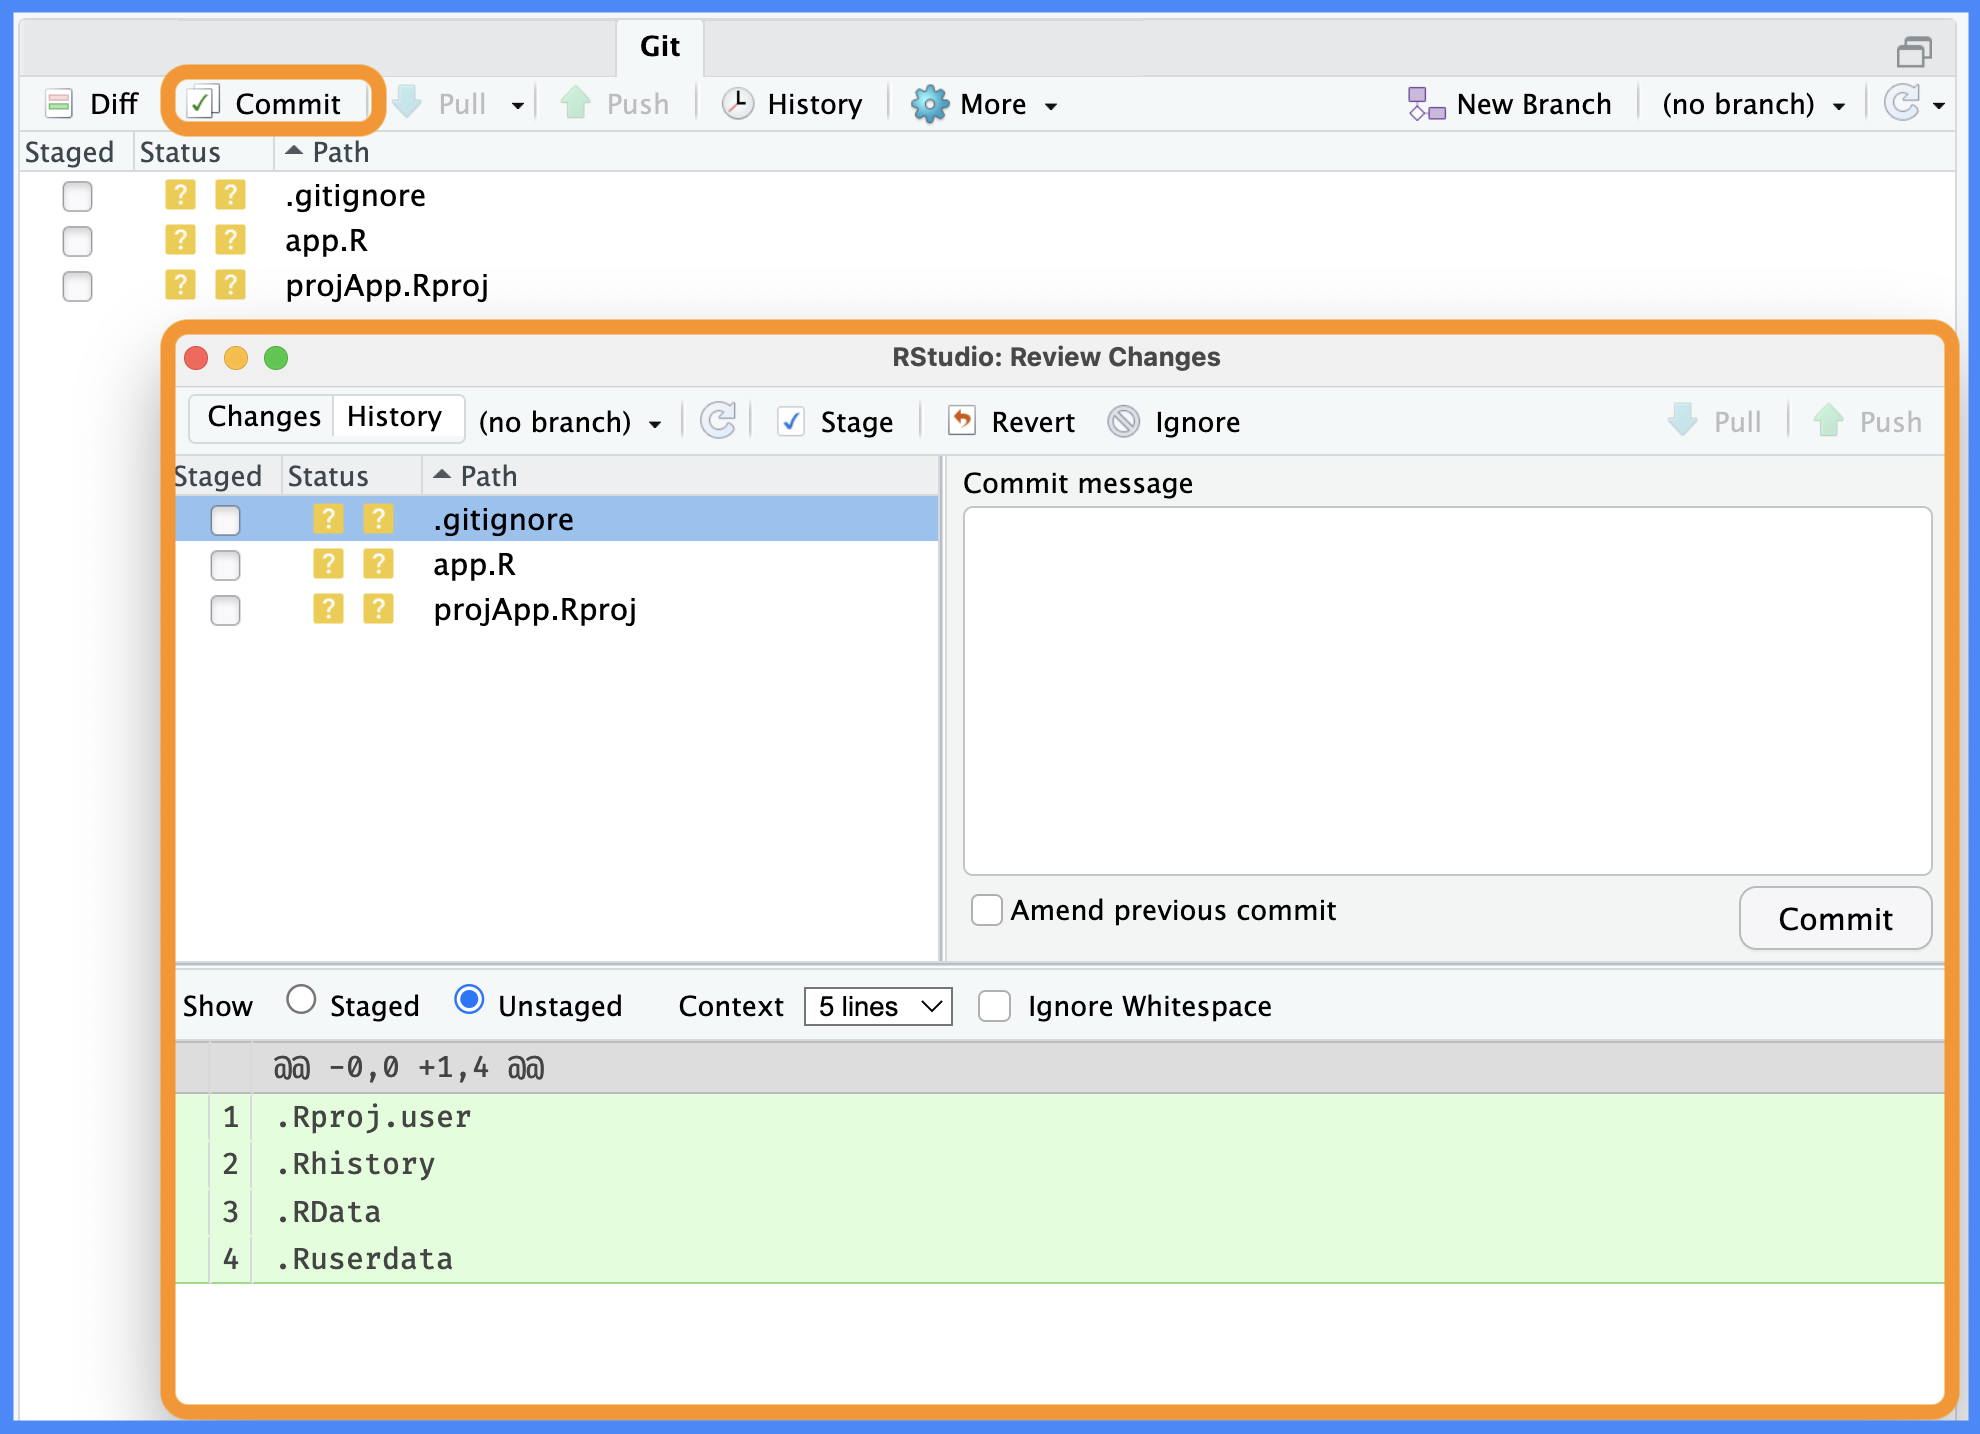 Git
Diff Commit Pull Push History More New Branch (no branch)
Staged Status Path
? ? .gitignore
? ? app.R
? ? projApp.Rproj
RStudio: Review Changes
Changes History (no branch) Stage Revert Ignore Pull Push
Staged Status Path
? ? .gitignore
? ? app.R
? ? projApp.Rproj
Commit message
Amend previous commit
Commit
Show Staged Unstaged Context 5 lines Ignore Whitespace
@@ -0,0 +1,4 @@
1 .Rproj.user
2 .Rhistory
3 .RData
4 .Ruserdata